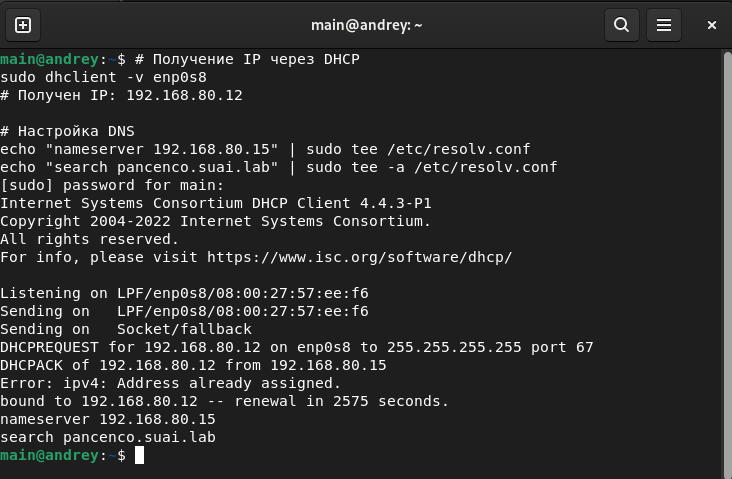 main@andrey: ~
main@andrey:~$ # Получение IP через DHCP
sudo dhclient -v enp0s8
# Получен IP: 192.168.80.12

# Настройка DNS
echo "nameserver 192.168.80.15" | sudo tee /etc/resolv.conf
echo "search pancenco.suai.lab" | sudo tee -a /etc/resolv.conf
[sudo] password for main:
Internet Systems Consortium DHCP Client 4.4.3-P1
Copyright 2004-2022 Internet Systems Consortium.
All rights reserved.
For info, please visit https://www.isc.org/software/dhcp/

Listening on LPF/enp0s8/08:00:27:57:ee:f6
Sending on   LPF/enp0s8/08:00:27:57:ee:f6
Sending on   Socket/fallback
DHCPREQUEST for 192.168.80.12 on enp0s8 to 255.255.255.255 port 67
DHCPACK of 192.168.80.12 from 192.168.80.15
Error: ipv4: Address already assigned.
bound to 192.168.80.12 -- renewal in 2575 seconds.
nameserver 192.168.80.15
search pancenco.suai.lab
main@andrey:~$